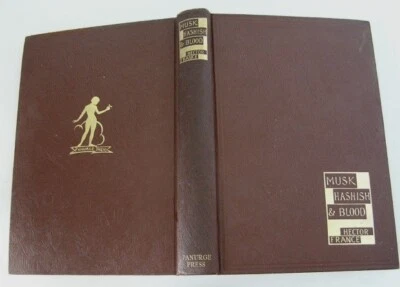 MUSK
HASHISH
& BLOOD
HECTOR
FRANCE
PANURGE
PRESS
MUSK
HASHISH
& BLOOD
HECTOR
FRANCE